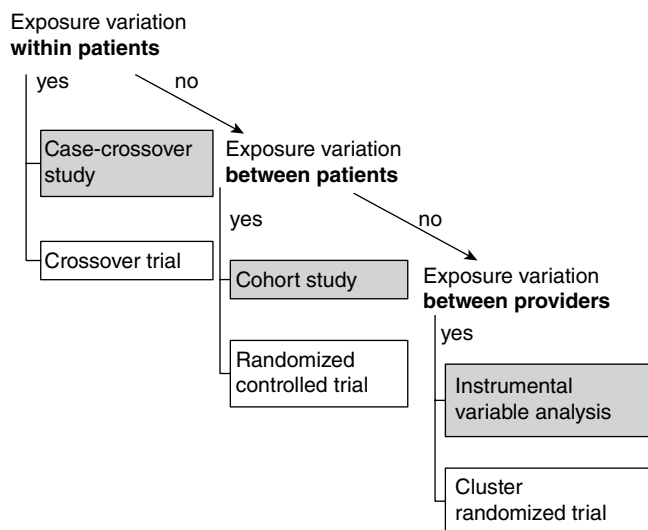 Exposure variation
within patients
yes
no
Case-crossover
study
Crossover trial
Exposure variation
between patients
yes
no
Cohort study
Randomized
controlled trial
Exposure variation
between providers
yes
Instrumental
variable analysis
Cluster
randomized trial